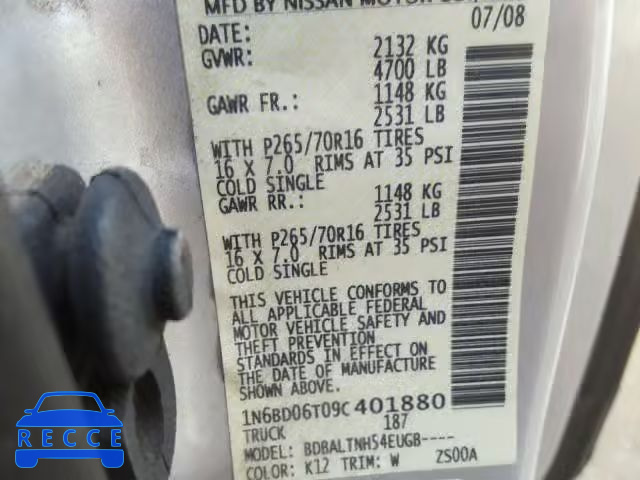 MFD BY NISSAN MOTOR
DATE: 07/08
GVWR: 2132 KG
4700 LB
GAWR FR.: 1148 KG
2531 LB
WITH P265/70R16 TIRES
16 X 7.0 RIMS AT 35 PSI
COLD SINGLE
GAWR RR.: 1148 KG
2531 LB
WITH P265/70R16 TIRES
16 X 7.0 RIMS AT 35 PSI
COLD SINGLE
THIS VEHICLE CONFORMS TO
ALL APPLICABLE FEDERAL
MOTOR VEHICLE SAFETY AND
THEFT PREVENTION
STANDARDS IN EFFECT ON
THE DATE OF MANUFACTURE
SHOWN ABOVE.
1N6BD06T09C401880
TRUCK 187
MODEL: BDBALTNH54EUGB----
COLOR: K12 TRIM: W ZS00A
RECALLED
.EU